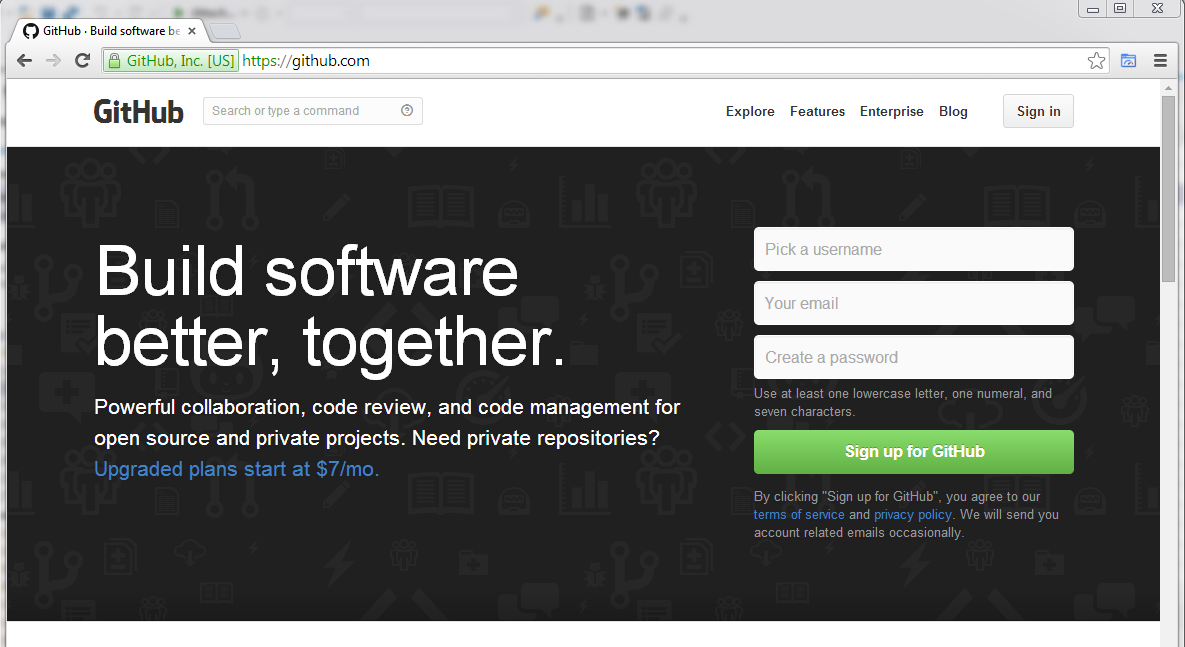 GitHub · Build software be
GitHub, Inc. [US] https://github.com
GitHub
Search or type a command
Explore Features Enterprise Blog Sign in
Build software
better, together.
Powerful collaboration, code review, and code management for
open source and private projects. Need private repositories?
Upgraded plans start at $7/mo.
Pick a username
Your email
Create a password
Use at least one lowercase letter, one numeral, and
seven characters.
Sign up for GitHub
By clicking "Sign up for GitHub", you agree to our
terms of service and privacy policy. We will send you
account related emails occasionally.